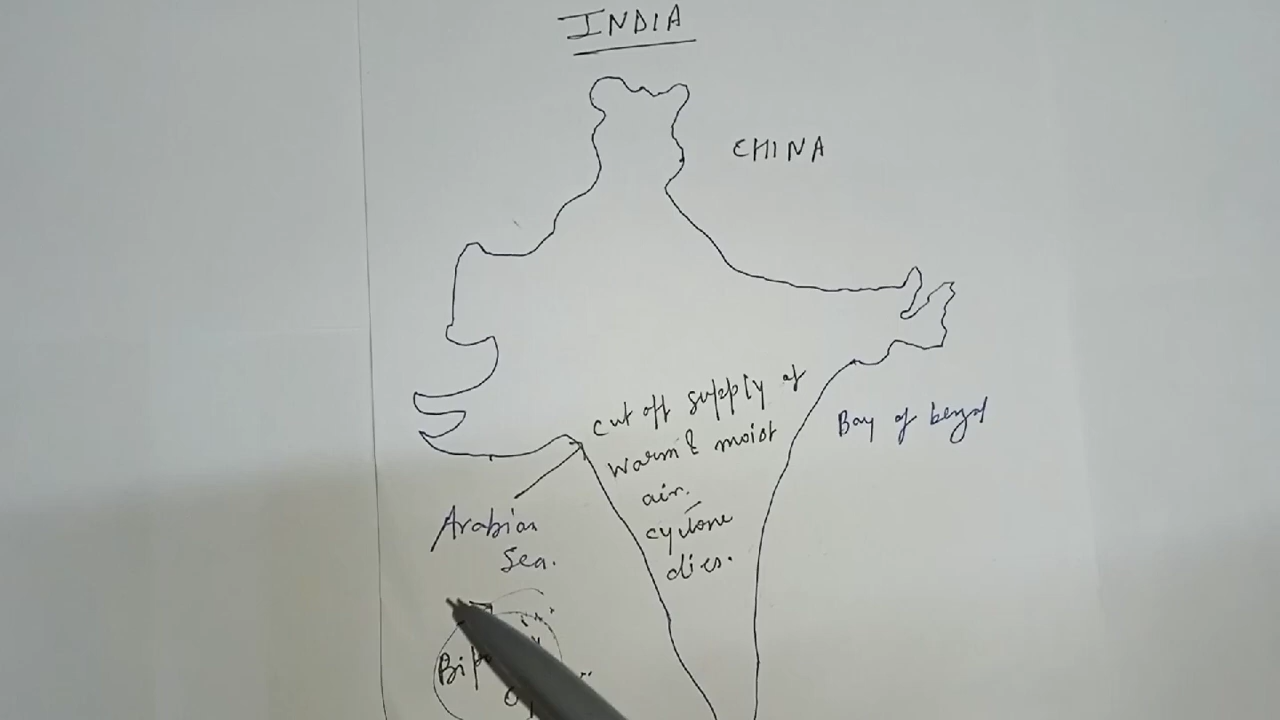 INDIA
CHINA
cut off supply of
warm & moist
air.
cyclone
dies.
Bay of bengal
Arabian
Sea.